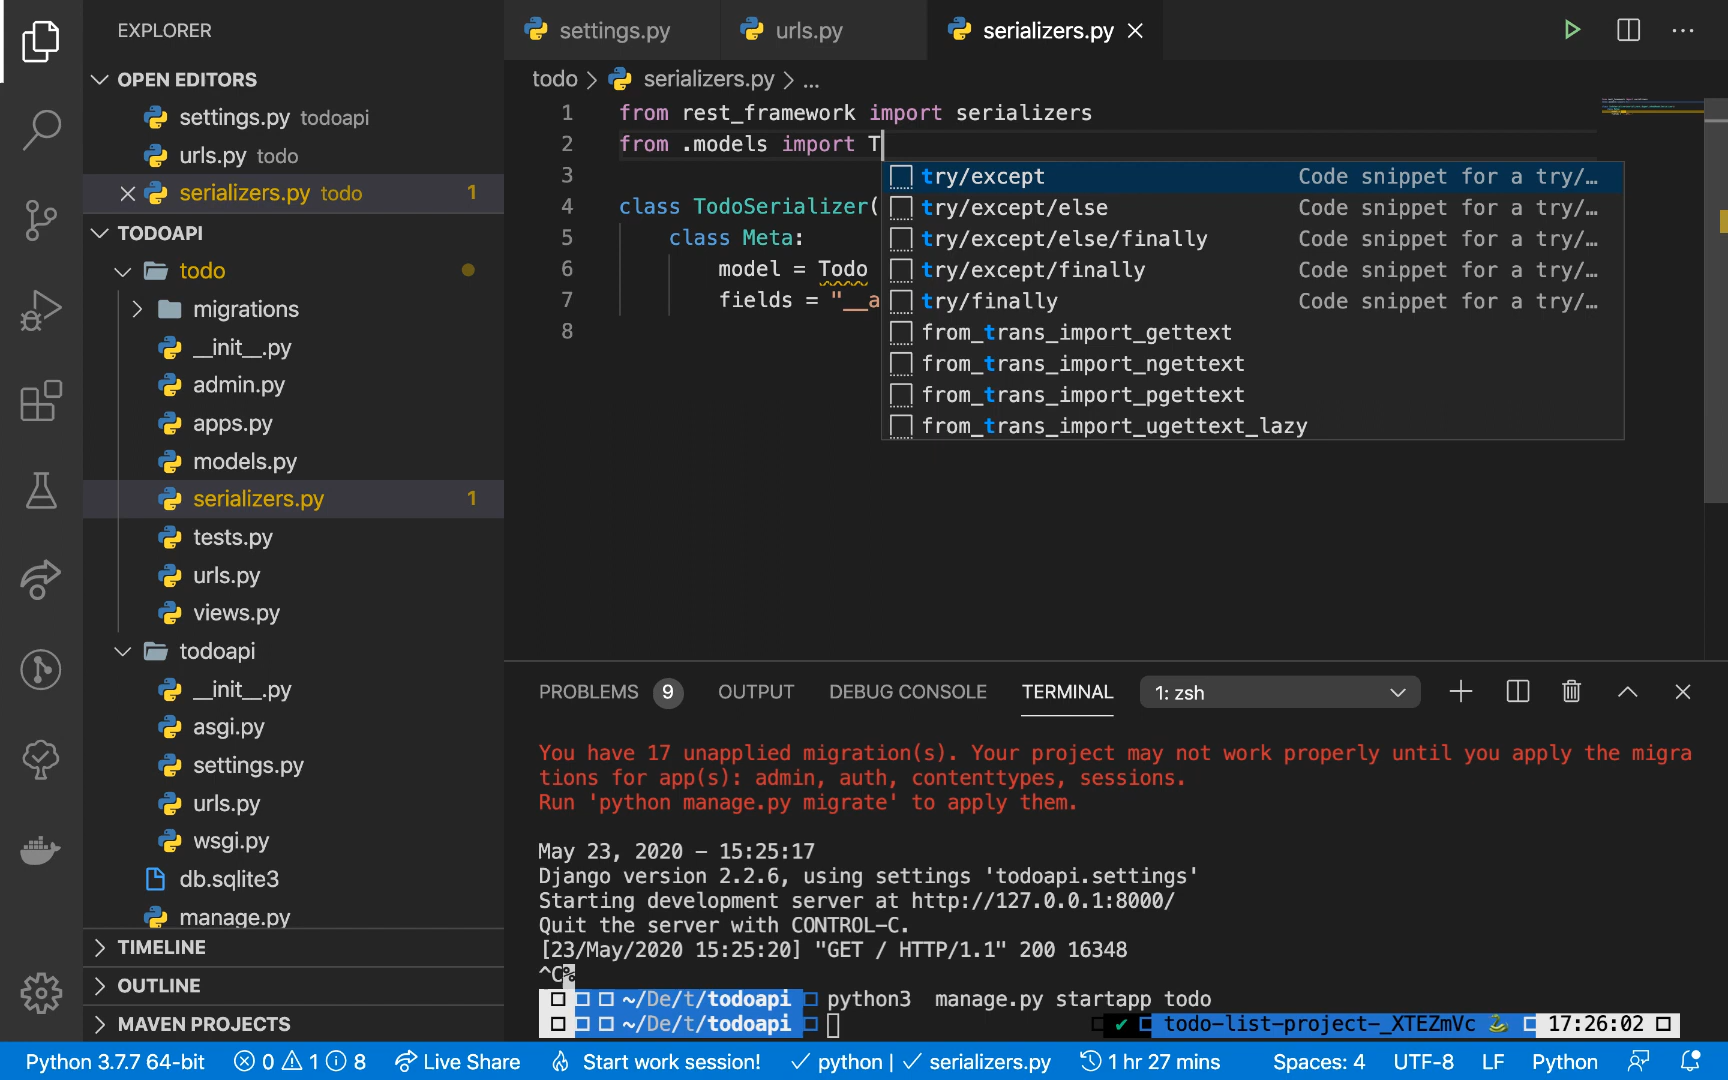 EXPLORER
OPEN EDITORS
settings.py todoapi
urls.py todo
serializers.py todo 1
TODOAPI
todo
migrations
__init__.py
admin.py
apps.py
models.py
serializers.py 1
tests.py
urls.py
views.py
todoapi
__init__.py
asgi.py
settings.py
urls.py
wsgi.py
db.sqlite3
manage.py
TIMELINE
OUTLINE
MAVEN PROJECTS
settings.py urls.py serializers.py
todo > serializers.py > ...
1 from rest_framework import serializers
2 from .models import T
3
4 class TodoSerializer(
5 class Meta:
6 model = Todo
7 fields = "__a
8
try/except Code snippet for a try/…
try/except/else Code snippet for a try/…
try/except/else/finally Code snippet for a try/…
try/except/finally Code snippet for a try/…
try/finally Code snippet for a try/…
from_trans_import_gettext
from_trans_import_ngettext
from_trans_import_pgettext
from_trans_import_ugettext_lazy
PROBLEMS 9 OUTPUT DEBUG CONSOLE TERMINAL 1: zsh
You have 17 unapplied migration(s). Your project may not work properly until you apply the migra
tions for app(s): admin, auth, contenttypes, sessions.
Run 'python manage.py migrate' to apply them.
May 23, 2020 - 15:25:17
Django version 2.2.6, using settings 'todoapi.settings'
Starting development server at http://127.0.0.1:8000/
Quit the server with CONTROL-C.
[23/May/2020 15:25:20] "GET / HTTP/1.1" 200 16348
^C%
~/De/t/todoapi python3 manage.py startapp todo
~/De/t/todoapi ✔ todo-list-project-_XTEZmVc 17:26:02
Python 3.7.7 64-bit 0 1 8 Live Share Start work session! ✓ python | ✓ serializers.py 1 hr 27 mins Spaces: 4 UTF-8 LF Python